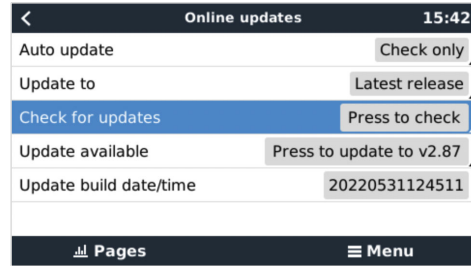 Online updates 15:42
Auto update Check only
Update to Latest release
Check for updates Press to check
Update available Press to update to v2.87
Update build date/time 20220531124511
Pages Menu